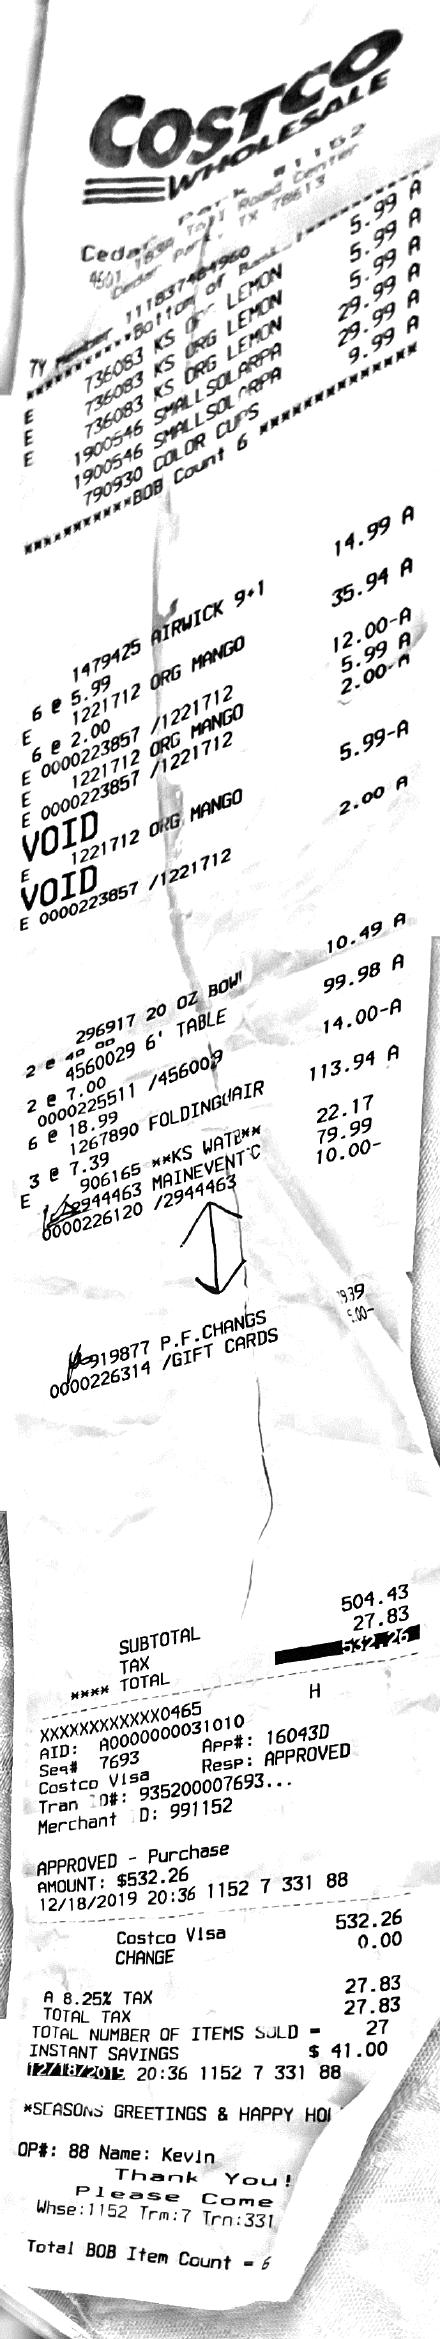 COSTCO
WHOLESALE
Cedar Park #1152
4601 183A Toll Road Center
Cedar Park, TX 78613
7Y Member 111837484960
***********Bottom of
E 736083 KS ORG LEMON 5.99 A
E 736083 KS ORG LEMON 5.99 A
E 736083 KS ORG LEMON 5.99 A
1900546 SMALLSOLARPA 29.99 A
1900546 SMALLSOLARPA 29.99 A
790930 COLOR CUPS 9.99 A
************BOB Count 6 ****************
1479425 AIRWICK 9+1 14.99 A
6 @ 5.99
E 1221712 ORG MANGO 35.94 A
6 @ 2.00
E 0000223857 /1221712 12.00-A
E 1221712 ORG MANGO 5.99 A
E 0000223857 /1221712 2.00-A
VOID
E 1221712 ORG MANGO 5.99-A
VOID
E 0000223857 /1221712 2.00 A
296917 20 OZ BOWL 10.49 A
2 @
4560029 6' TABLE 99.98 A
2 @ 7.00
0000225511 /4560029 14.00-A
6 @ 18.99
1267890 FOLDINGCHAIR 113.94 A
3 @ 7.39
E 906165 **KS WATR** 22.17
2944463 MAINEVENT C 79.99
0000226120 /2944463 10.00-
919877 P.F.CHANGS
0000226314 /GIFT CARDS
SUBTOTAL 504.43
TAX 27.83
**** TOTAL 532.26
XXXXXXXXXXXX0465 H
AID: A0000000031010
Seq# 7693 App#: 16043D
Costco Visa Resp: APPROVED
Tran ID#: 935200007693...
Merchant ID: 991152
APPROVED - Purchase
AMOUNT: $532.26
12/18/2019 20:36 1152 7 331 88
Costco Visa 532.26
CHANGE 0.00
A 8.25% TAX 27.83
TOTAL TAX 27.83
TOTAL NUMBER OF ITEMS SOLD = 27
INSTANT SAVINGS $ 41.00
12/18/2019 20:36 1152 7 331 88
*SEASONS GREETINGS & HAPPY HOL
OP#: 88 Name: Kevin
Thank You!
Please Come
Whse:1152 Trm:7 Trn:331
Total BOB Item Count = 6